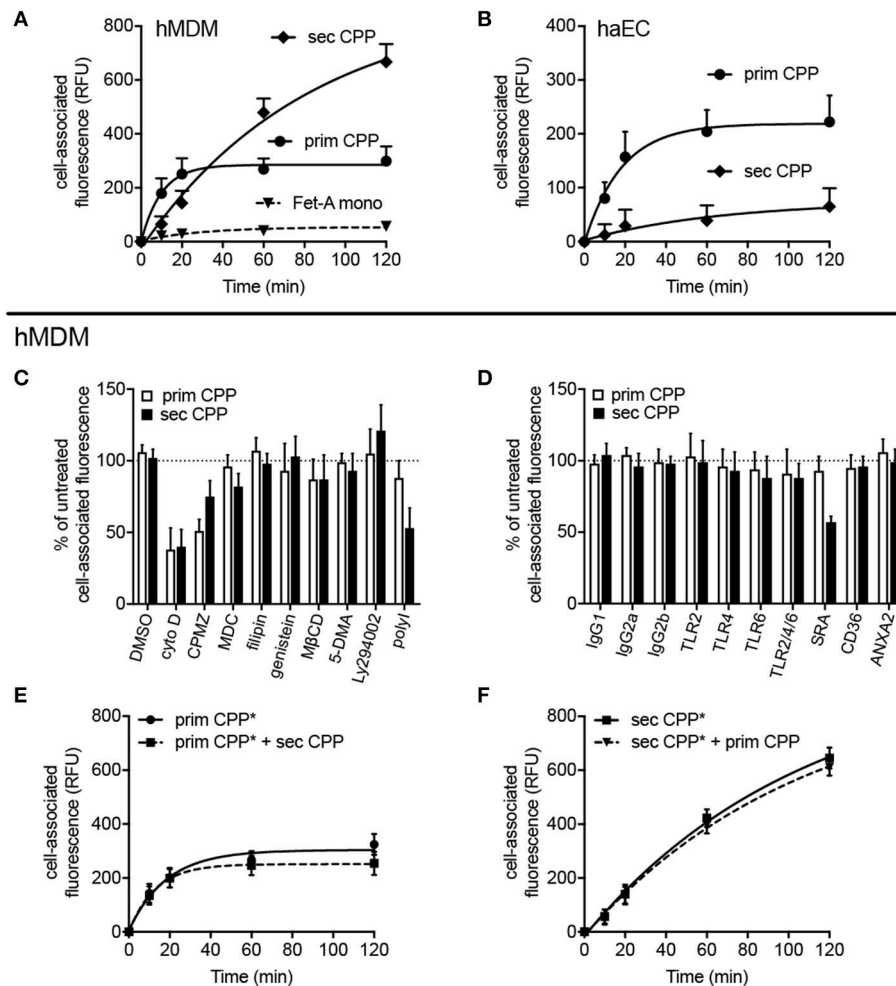 A
hMDM
cell-associated
fluorescence (RFU)
800
600
400
200
0
sec CPP
prim CPP
Fet-A mono
0 20 40 60 80 100 120
Time (min)
B
haEC
cell-associated
fluorescence (RFU)
400
300
200
100
0
prim CPP
sec CPP
0 20 40 60 80 100 120
Time (min)
hMDM
C
% of untreated
cell-associated fluorescence
150
100
50
0
prim CPP
sec CPP
DMSO
cyto D
CPMZ
MDC
filipin
genistein
MβCD
5-DMA
Ly294002
polyI
D
% of untreated
cell-associated fluorescence
150
100
50
0
prim CPP
sec CPP
IgG1
IgG2a
IgG2b
TLR2
TLR4
TLR6
TLR2/4/6
SRA
CD36
ANXA2
E
cell-associated
fluorescence (RFU)
800
600
400
200
0
prim CPP*
prim CPP* + sec CPP
0 20 40 60 80 100 120
Time (min)
F
cell-associated
fluorescence (RFU)
800
600
400
200
0
sec CPP*
sec CPP* + prim CPP
0 20 40 60 80 100 120
Time (min)